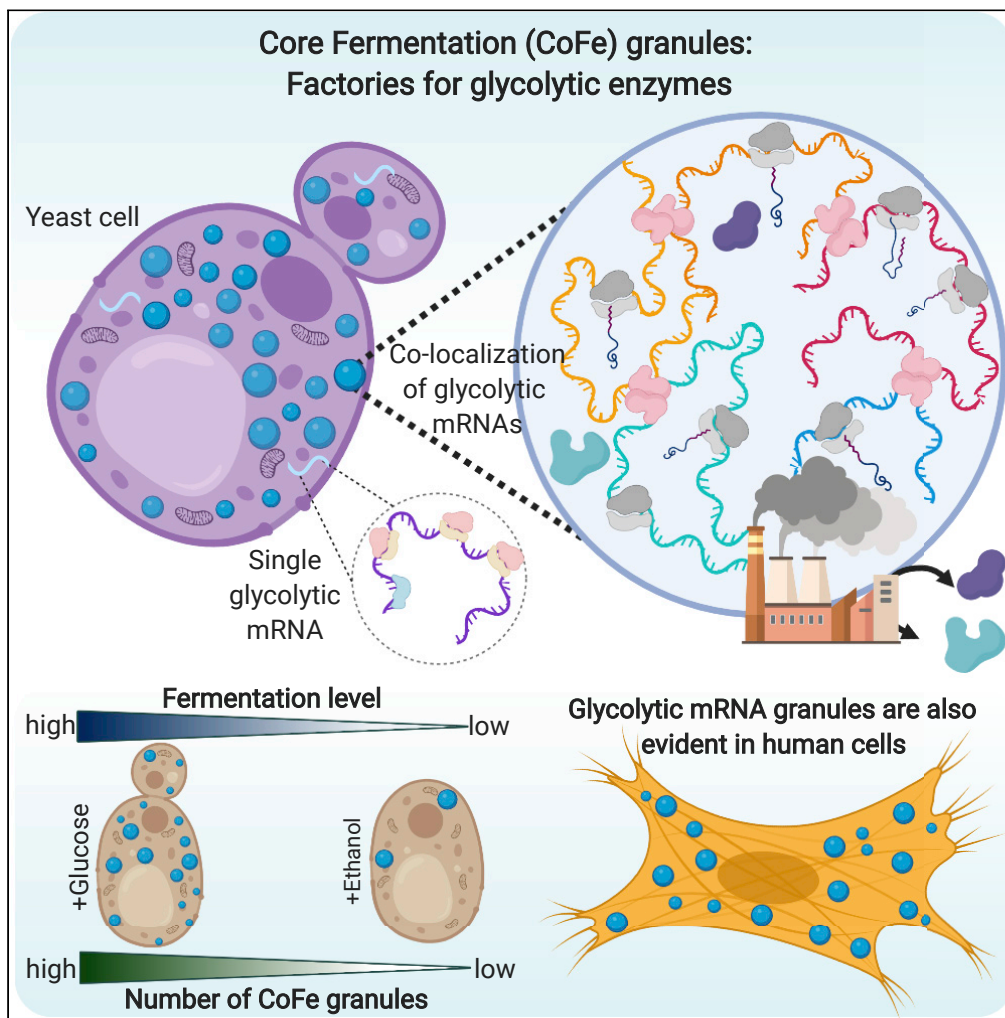 Core Fermentation (CoFe) granules:
Factories for glycolytic enzymes
Yeast cell
Co-localization
of glycolytic
mRNAs
Single
glycolytic
mRNA
Fermentation level
high
low
+Glucose
+Ethanol
high
low
Number of CoFe granules
Glycolytic mRNA granules are also
evident in human cells